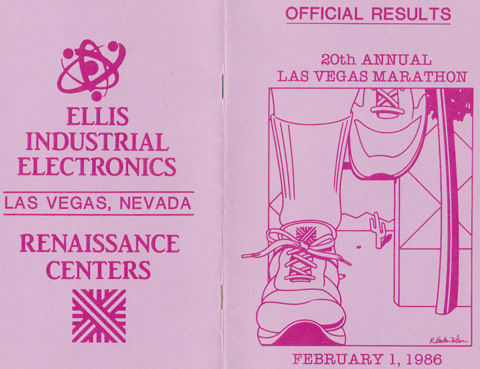 ELLIS
INDUSTRIAL
ELECTRONICS
LAS VEGAS, NEVADA
RENAISSANCE
CENTERS
OFFICIAL RESULTS
20th ANNUAL
LAS VEGAS MARATHON
FEBRUARY 1, 1986